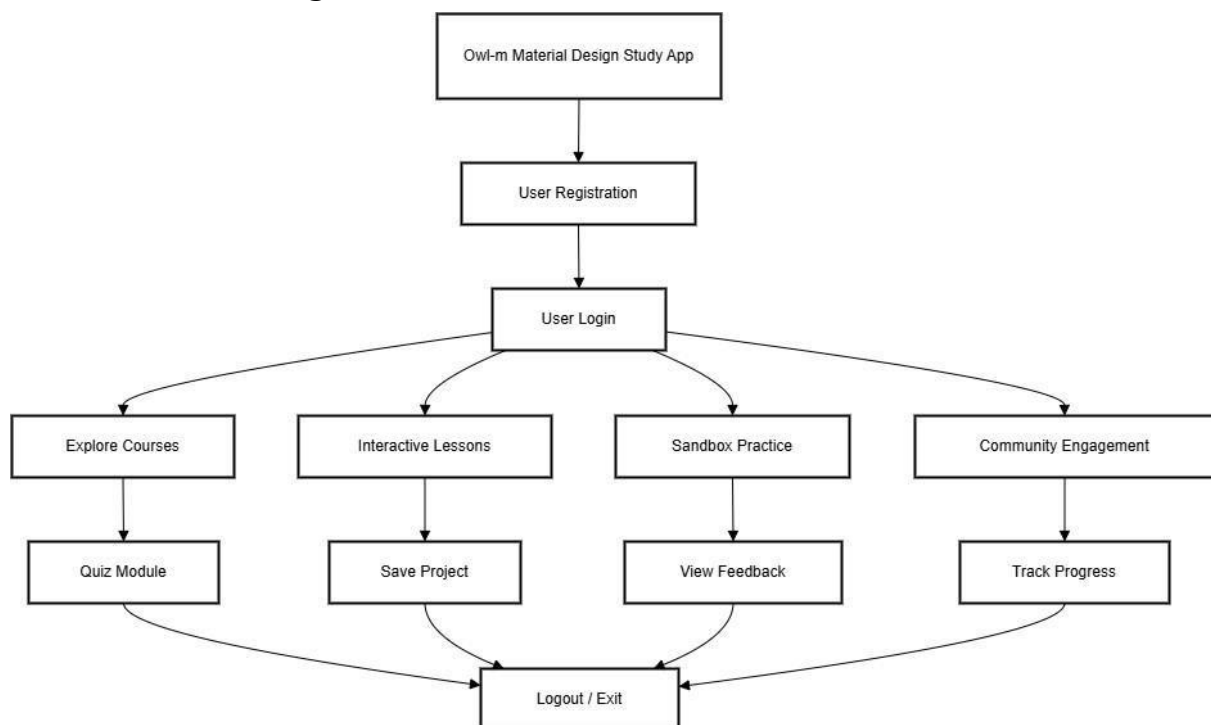 Owl-m Material Design Study App
User Registration
User Login
Explore Courses
Interactive Lessons
Sandbox Practice
Community Engagement
Quiz Module
Save Project
View Feedback
Track Progress
Logout / Exit